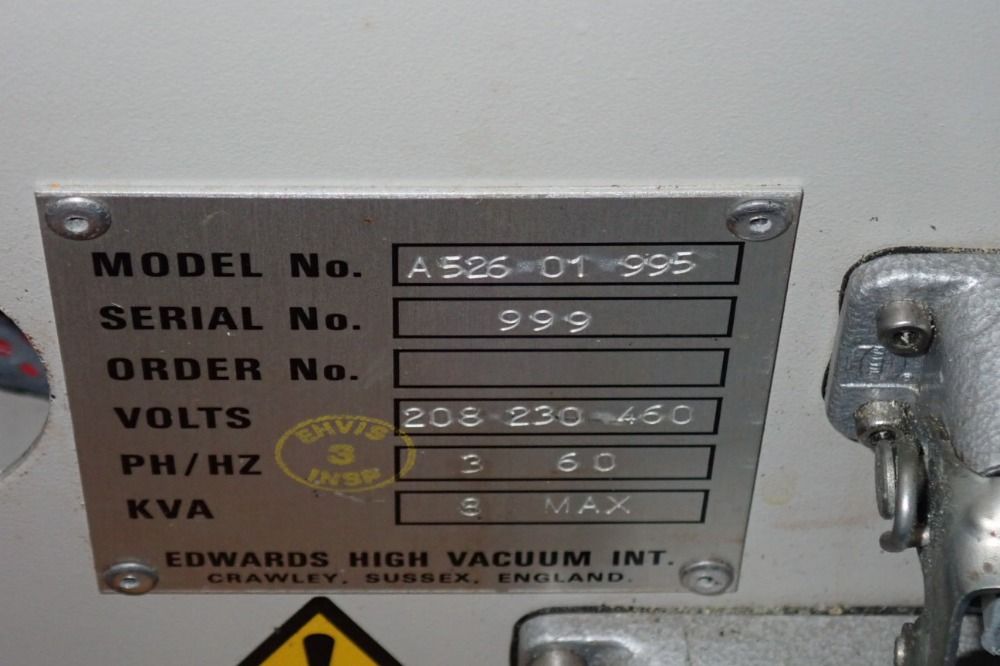 MODEL No. A526 01 995
SERIAL No. 999
ORDER No.
VOLTS 208 230 460
EHVIS
3
INSP
PH/HZ 3 60
KVA 8 MAX
EDWARDS HIGH VACUUM INT.
CRAWLEY, SUSSEX, ENGLAND.
!